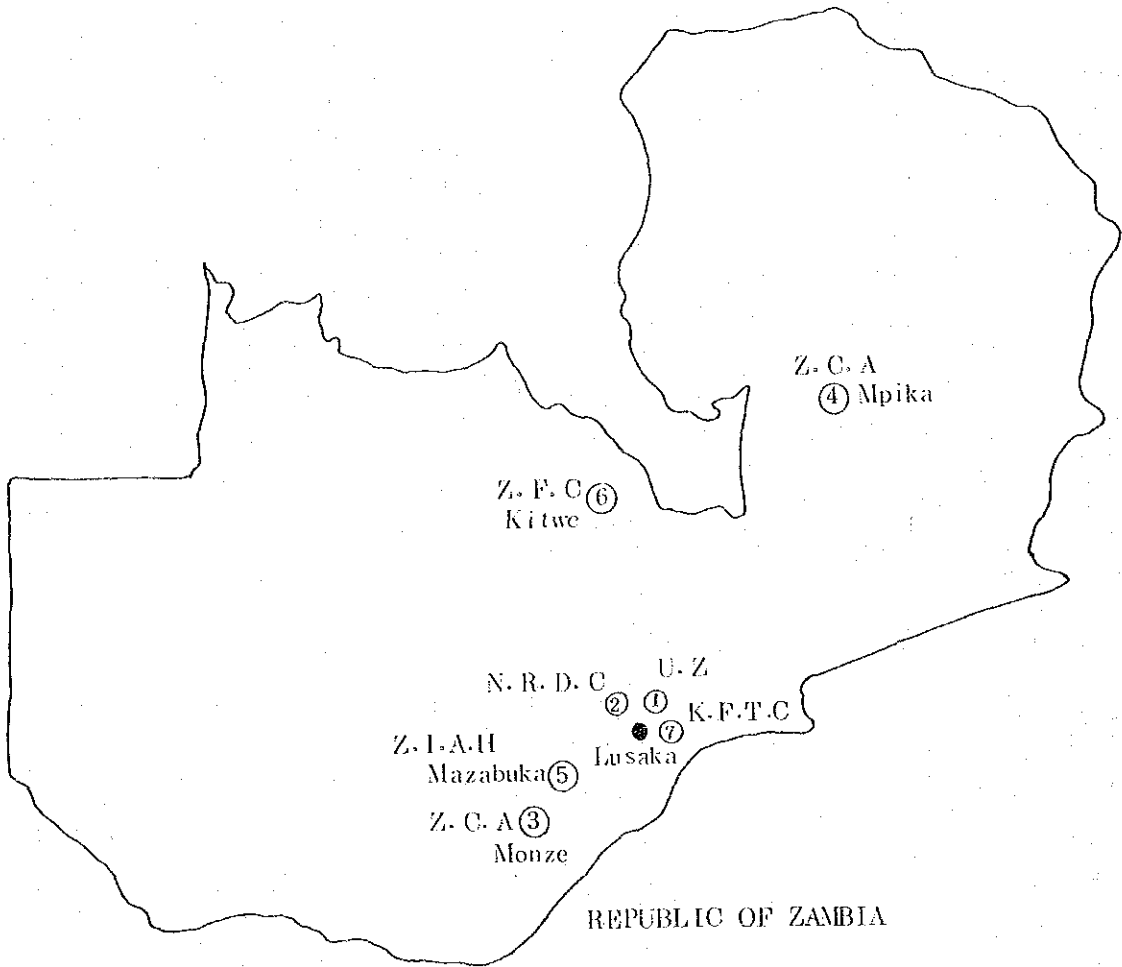 Z. C. A
④ Mpika
Z. F. C ⑥
Kitwe
U. Z
N. R. D. C
② ①
K. F. T. C
⑦
Lusaka
Z. I. A. H
Mazabuka ⑤
Z. C. A ③
Monze
REPUBLIC OF ZAMBIA